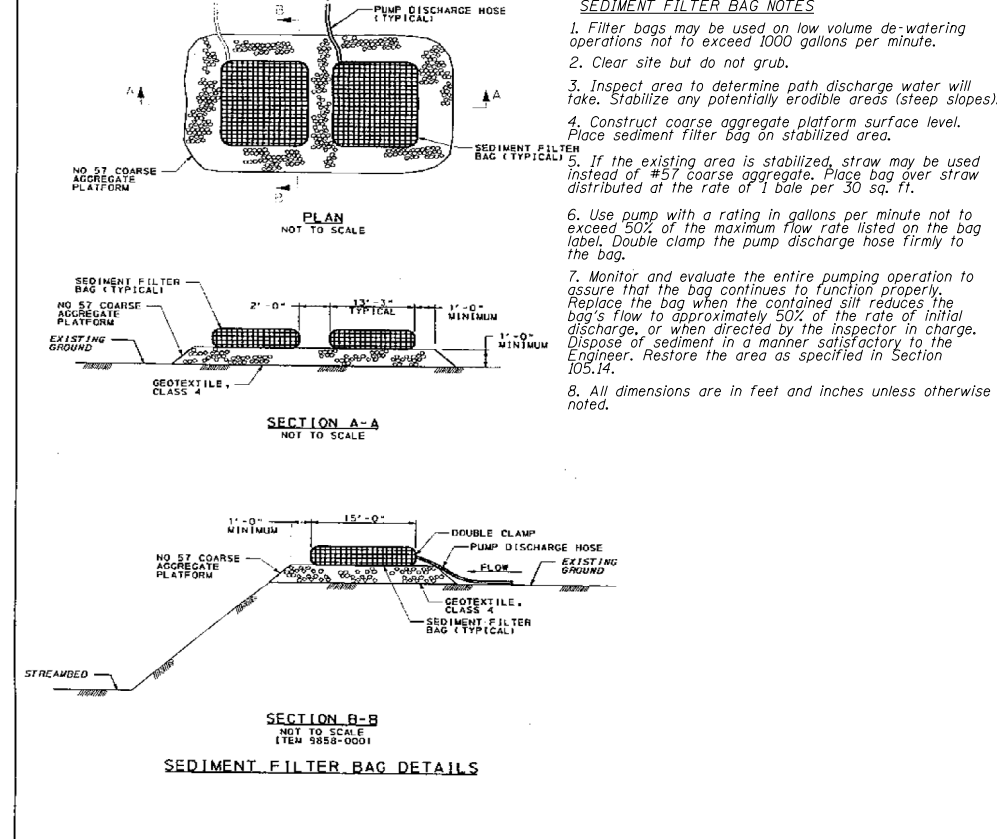 B
PUMP DISCHARGE HOSE
(TYPICAL)
A
A
SEDIMENT FILTER
BAG (TYPICAL)
NO 57 COARSE
AGGREGATE
PLATFORM
B
PLAN
NOT TO SCALE
SEDIMENT FILTER
BAG (TYPICAL)
NO 57 COARSE
AGGREGATE
PLATFORM
EXISTING
GROUND
2'-0"
13'-3"
TYPICAL
1'-0"
MINIMUM
1'-0"
MINIMUM
GEOTEXTILE,
CLASS 4
SECTION A-A
NOT TO SCALE
1'-0"
MINIMUM
15'-0"
DOUBLE CLAMP
PUMP DISCHARGE HOSE
FLOW
EXISTING
GROUND
NO 57 COARSE
AGGREGATE
PLATFORM
GEOTEXTILE,
CLASS 4
SEDIMENT FILTER
BAG (TYPICAL)
STREAMBED
SECTION B-B
NOT TO SCALE
ITEM 9858-0001
SEDIMENT FILTER BAG DETAILS
SEDIMENT FILTER BAG NOTES
1. Filter bags may be used on low volume de-watering
operations not to exceed 1000 gallons per minute.
2. Clear site but do not grub.
3. Inspect area to determine path discharge water will
take. Stabilize any potentially erodible areas (steep slopes).
4. Construct coarse aggregate platform surface level.
Place sediment filter bag on stabilized area.
5. If the existing area is stabilized, straw may be used
instead of #57 coarse aggregate. Place bag over straw
distributed at the rate of 1 bale per 30 sq. ft.
6. Use pump with a rating in gallons per minute not to
exceed 50% of the maximum flow rate listed on the bag
label. Double clamp the pump discharge hose firmly to
the bag.
7. Monitor and evaluate the entire pumping operation to
assure that the bag continues to function properly.
Replace the bag when the contained silt reduces the
bag's flow to approximately 50% of the rate of initial
discharge, or when directed by the inspector in charge.
Dispose of sediment in a manner satisfactory to the
Engineer. Restore the area as specified in Section
105.14.
8. All dimensions are in feet and inches unless otherwise
noted.